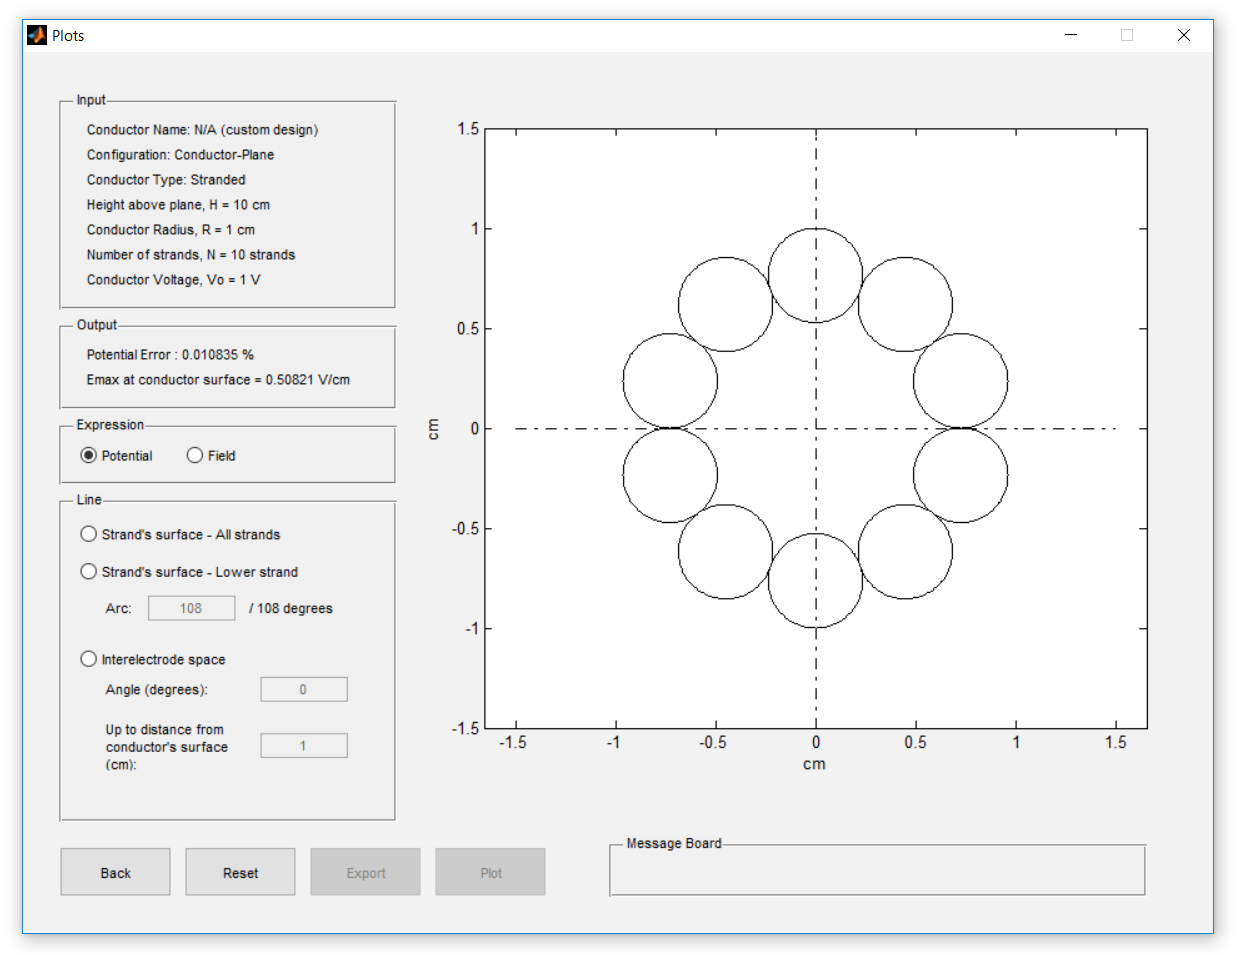 Plots
Input
Conductor Name: N/A (custom design)
Configuration: Conductor-Plane
Conductor Type: Stranded
Height above plane, H = 10 cm
Conductor Radius, R = 1 cm
Number of strands, N = 10 strands
Conductor Voltage, Vo = 1 V
Output
Potential Error : 0.010835 %
Emax at conductor surface = 0.50821 V/cm
Expression
Potential
Field
Line
Strand's surface - All strands
Strand's surface - Lower strand
Arc: 108 / 108 degrees
Interelectrode space
Angle (degrees): 0
Up to distance from
conductor's surface 1
(cm):
Back
Reset
Export
Plot
1.5
1
0.5
0
-0.5
-1
-1.5
cm
-1.5 -1 -0.5 0 0.5 1 1.5
cm
Message Board